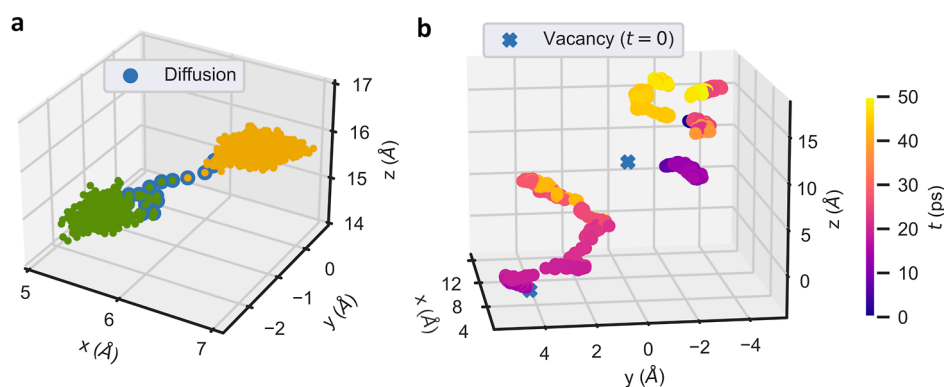 a
Diffusion
17
16
15
14
z (Å)
0
−1
−2
y (Å)
5
6
7
x (Å)
b
Vacancy (t = 0)
15
10
5
0
z (Å)
12
8
4
x (Å)
4
2
0
−2
−4
y (Å)
50
40
30
20
10
0
t (ps)